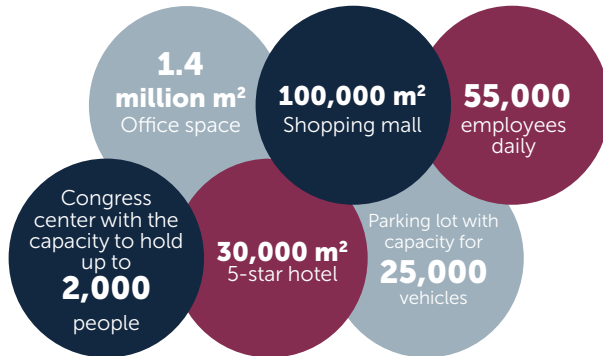 1.4
million m²
Office space
100,000 m²
Shopping mall
55,000
employees
daily
Congress
center with the
capacity to hold
up to
2,000
people
30,000 m²
5-star hotel
Parking lot with
capacity for
25,000
vehicles